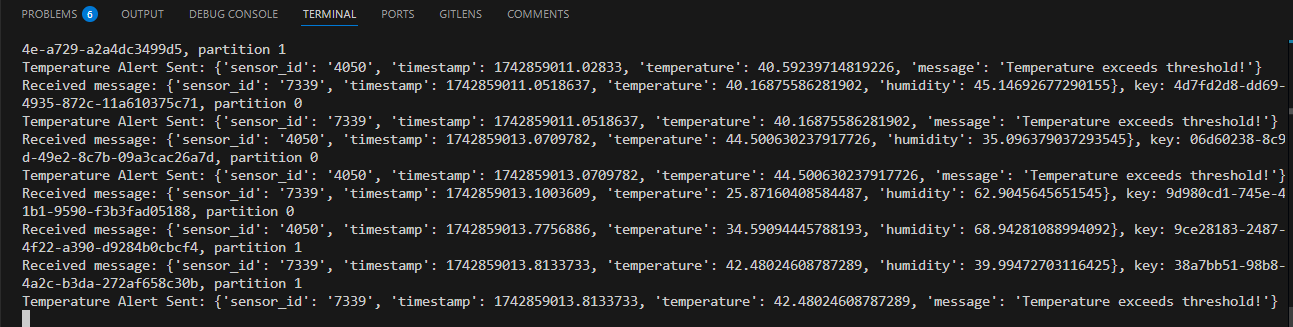 PROBLEMS 6 OUTPUT DEBUG CONSOLE TERMINAL PORTS GITLENS COMMENTS
4e-a729-a2a4dc3499d5, partition 1
Temperature Alert Sent: {'sensor_id': '4050', 'timestamp': 1742859011.02833, 'temperature': 40.59239714819226, 'message': 'Temperature exceeds threshold!'}
Received message: {'sensor_id': '7339', 'timestamp': 1742859011.0518637, 'temperature': 40.16875586281902, 'humidity': 45.14692677290155}, key: 4d7fd2d8-dd69-
4935-872c-11a610375c71, partition 0
Temperature Alert Sent: {'sensor_id': '7339', 'timestamp': 1742859011.0518637, 'temperature': 40.16875586281902, 'message': 'Temperature exceeds threshold!'}
Received message: {'sensor_id': '4050', 'timestamp': 1742859013.0709782, 'temperature': 44.500630237917726, 'humidity': 35.096379037293545}, key: 06d60238-8c9
d-49e2-8c7b-09a3cac26a7d, partition 0
Temperature Alert Sent: {'sensor_id': '4050', 'timestamp': 1742859013.0709782, 'temperature': 44.500630237917726, 'message': 'Temperature exceeds threshold!'}
Received message: {'sensor_id': '7339', 'timestamp': 1742859013.1003609, 'temperature': 25.87160408584487, 'humidity': 62.9045645651545}, key: 9d980cd1-745e-4
1b1-9590-f3b3fad05188, partition 0
Received message: {'sensor_id': '4050', 'timestamp': 1742859013.7756886, 'temperature': 34.59094445788193, 'humidity': 68.94281088994092}, key: 9ce28183-2487-
4f22-a390-d9284b0cbcf4, partition 1
Received message: {'sensor_id': '7339', 'timestamp': 1742859013.8133733, 'temperature': 42.48024608787289, 'humidity': 39.99472703116425}, key: 38a7bb51-98b8-
4a2c-b3da-272af658c30b, partition 1
Temperature Alert Sent: {'sensor_id': '7339', 'timestamp': 1742859013.8133733, 'temperature': 42.48024608787289, 'message': 'Temperature exceeds threshold!'}